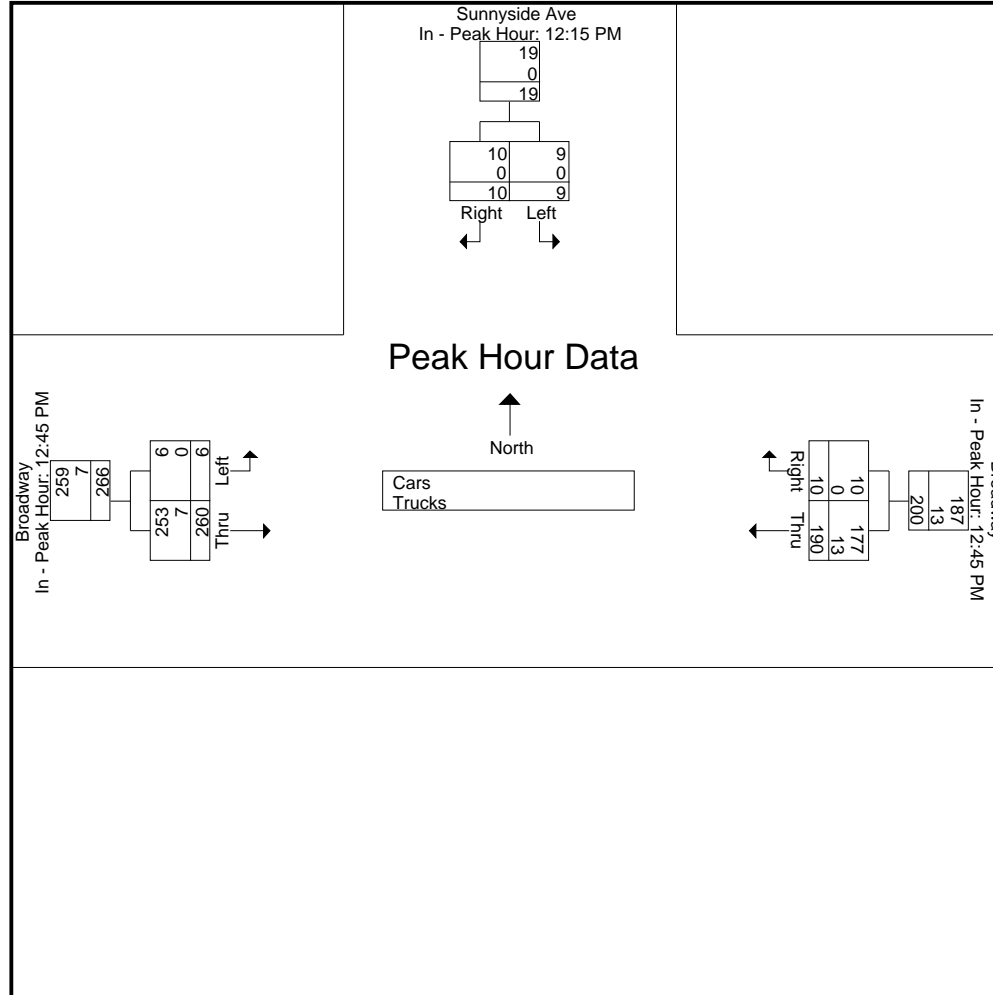 Sunnyside Ave
In - Peak Hour: 12:15 PM
19
0
19
10 9
0 0
10 9
Right Left
Peak Hour Data
North
Cars
Trucks
Broadway
In - Peak Hour: 12:45 PM
259
7
266
6 0 6
Left
253 7 260
Thru
Right
10 0 10
Thru
190 13 177
187
13
200
In - Peak Hour: 12:45 PM